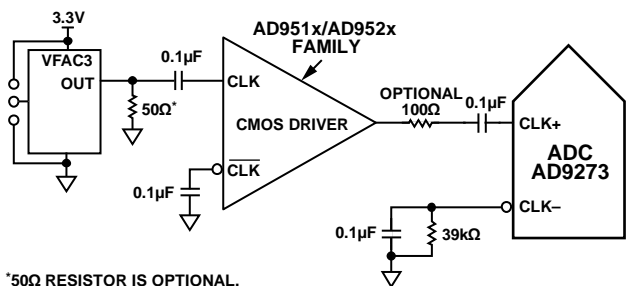 3.3V
VFAC3
OUT
0.1µF
50Ω*
AD951x/AD952x
FAMILY
CLK
CMOS DRIVER
CLK
0.1µF
OPTIONAL
100Ω
0.1µF
CLK+
ADC
AD9273
CLK–
0.1µF
39kΩ
*50Ω RESISTOR IS OPTIONAL.